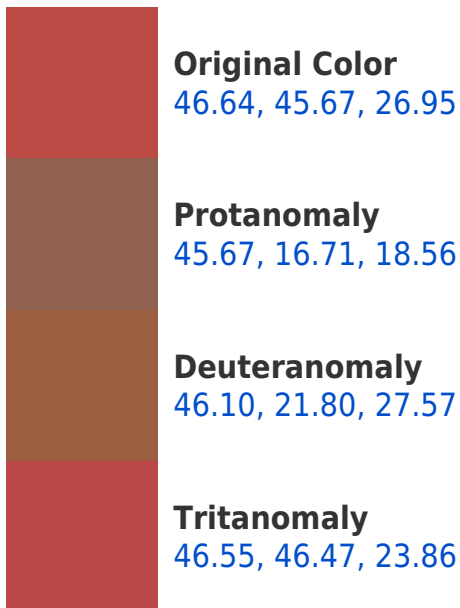 Original Color
46.64, 45.67, 26.95
Protanomaly
45.67, 16.71, 18.56
Deuteranomaly
46.10, 21.80, 27.57
Tritanomaly
46.55, 46.47, 23.86